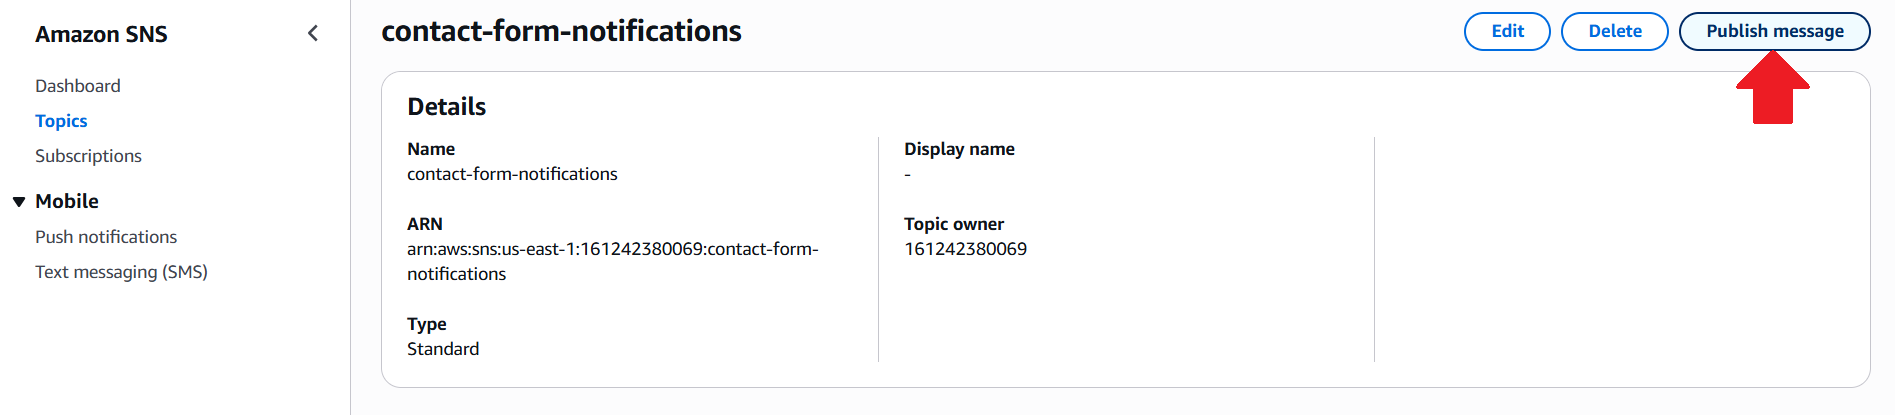 Amazon SNS
Dashboard
Topics
Subscriptions
Mobile
Push notifications
Text messaging (SMS)
contact-form-notifications
Edit
Delete
Publish message
Details
Name
contact-form-notifications
ARN
arn:aws:sns:us-east-1:161242380069:contact-form-
notifications
Type
Standard
Display name
-
Topic owner
161242380069